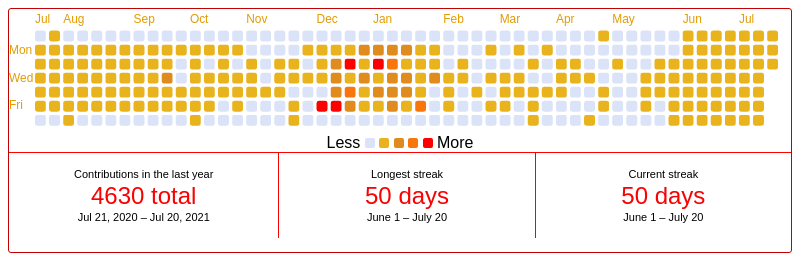 Jul Aug Sep Oct Nov Dec Jan Feb Mar Apr May Jun Jul
Mon
Wed
Fri
Less More
Contributions in the last year
4630 total
Jul 21, 2020 – Jul 20, 2021
Longest streak
50 days
June 1 – July 20
Current streak
50 days
June 1 – July 20